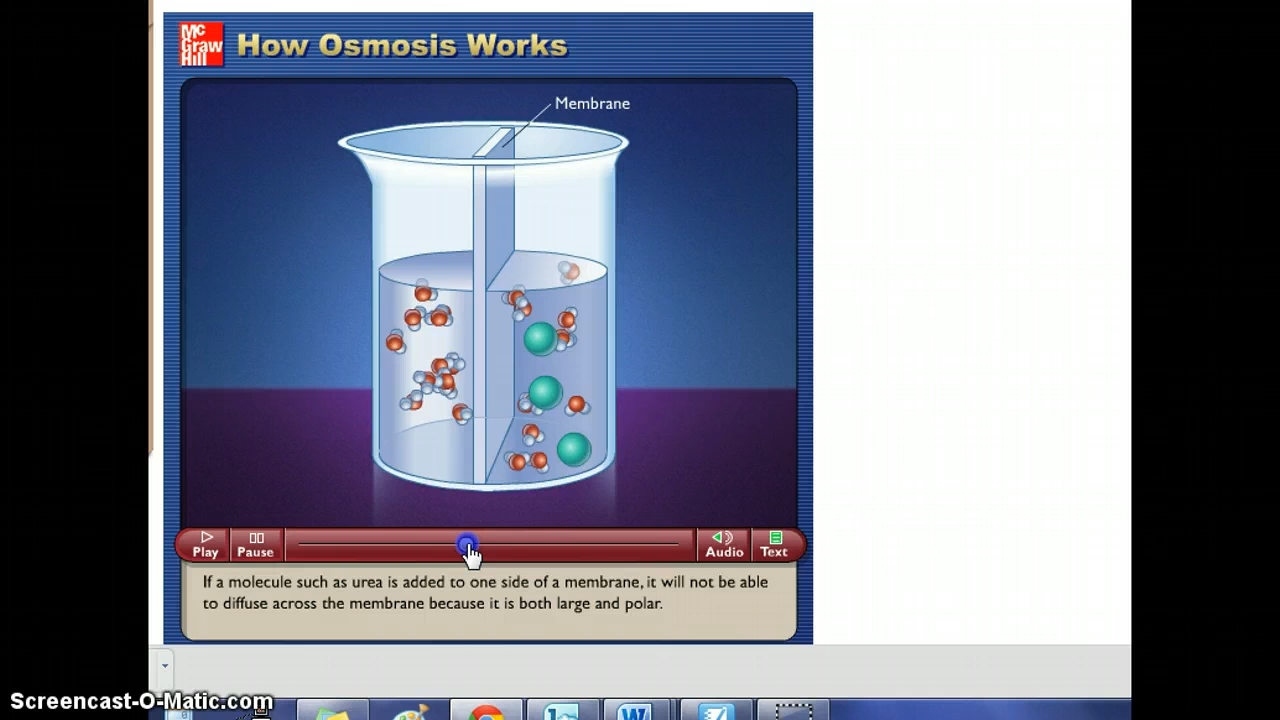 Mc
Graw
Hill
How Osmosis Works
Membrane
Play
Pause
Audio
Text
If a molecule such as urea is added to one side of a membrane, it will not be able
to diffuse across the membrane because it is both large and polar.
Screencast-O-Matic.com